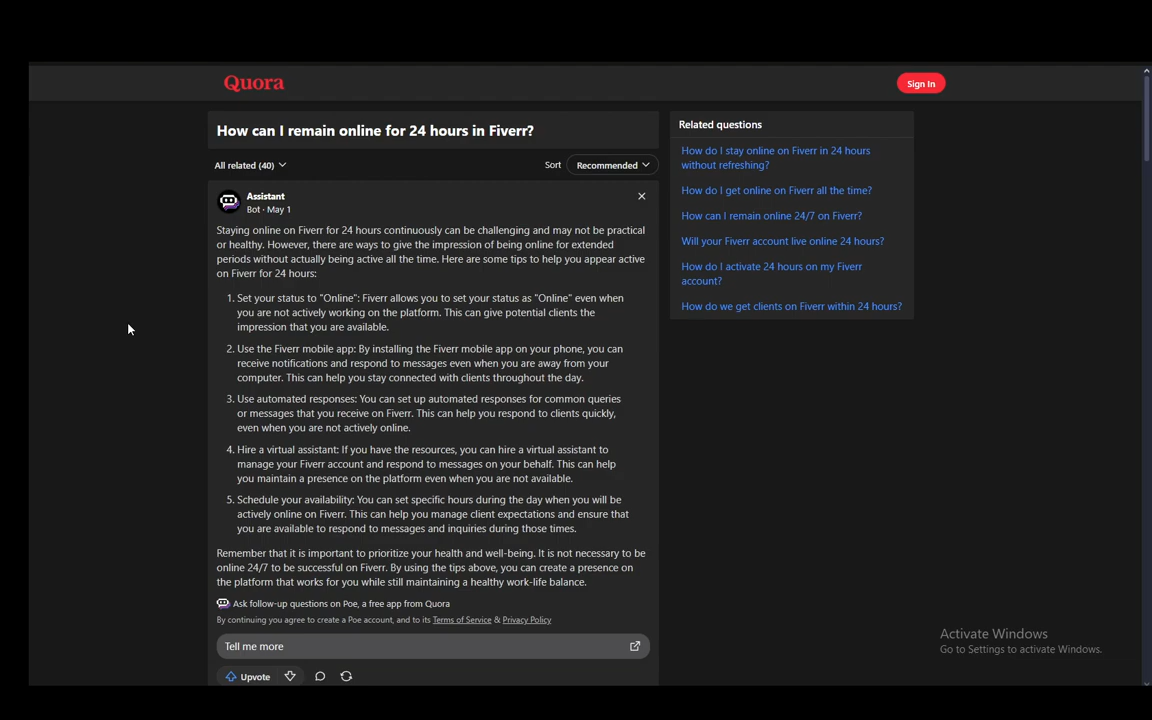 Quora
Sign In
How can I remain online for 24 hours in Fiverr?
All related (40)
Sort
Recommended
Assistant
Bot · May 1
Staying online on Fiverr for 24 hours continuously can be challenging and may not be practical
or healthy. However, there are ways to give the impression of being online for extended
periods without actually being active all the time. Here are some tips to help you appear active
on Fiverr for 24 hours:
1. Set your status to "Online": Fiverr allows you to set your status as "Online" even when
you are not actively working on the platform. This can give potential clients the
impression that you are available.
2. Use the Fiverr mobile app: By installing the Fiverr mobile app on your phone, you can
receive notifications and respond to messages even when you are away from your
computer. This can help you stay connected with clients throughout the day.
3. Use automated responses: You can set up automated responses for common queries
or messages that you receive on Fiverr. This can help you respond to clients quickly,
even when you are not actively online.
4. Hire a virtual assistant: If you have the resources, you can hire a virtual assistant to
manage your Fiverr account and respond to messages on your behalf. This can help
you maintain a presence on the platform even when you are not available.
5. Schedule your availability: You can set specific hours during the day when you will be
actively online on Fiverr. This can help you manage client expectations and ensure that
you are available to respond to messages and inquiries during those times.
Remember that it is important to prioritize your health and well-being. It is not necessary to be
online 24/7 to be successful on Fiverr. By using the tips above, you can create a presence on
the platform that works for you while still maintaining a healthy work-life balance.
Ask follow-up questions on Poe, a free app from Quora
By continuing you agree to create a Poe account, and to its Terms of Service & Privacy Policy
Tell me more
Upvote
Related questions
How do I stay online on Fiverr in 24 hours
without refreshing?
How do I get online on Fiverr all the time?
How can I remain online 24/7 on Fiverr?
Will your Fiverr account live online 24 hours?
How do I activate 24 hours on my Fiverr
account?
How do we get clients on Fiverr within 24 hours?
Activate Windows
Go to Settings to activate Windows.